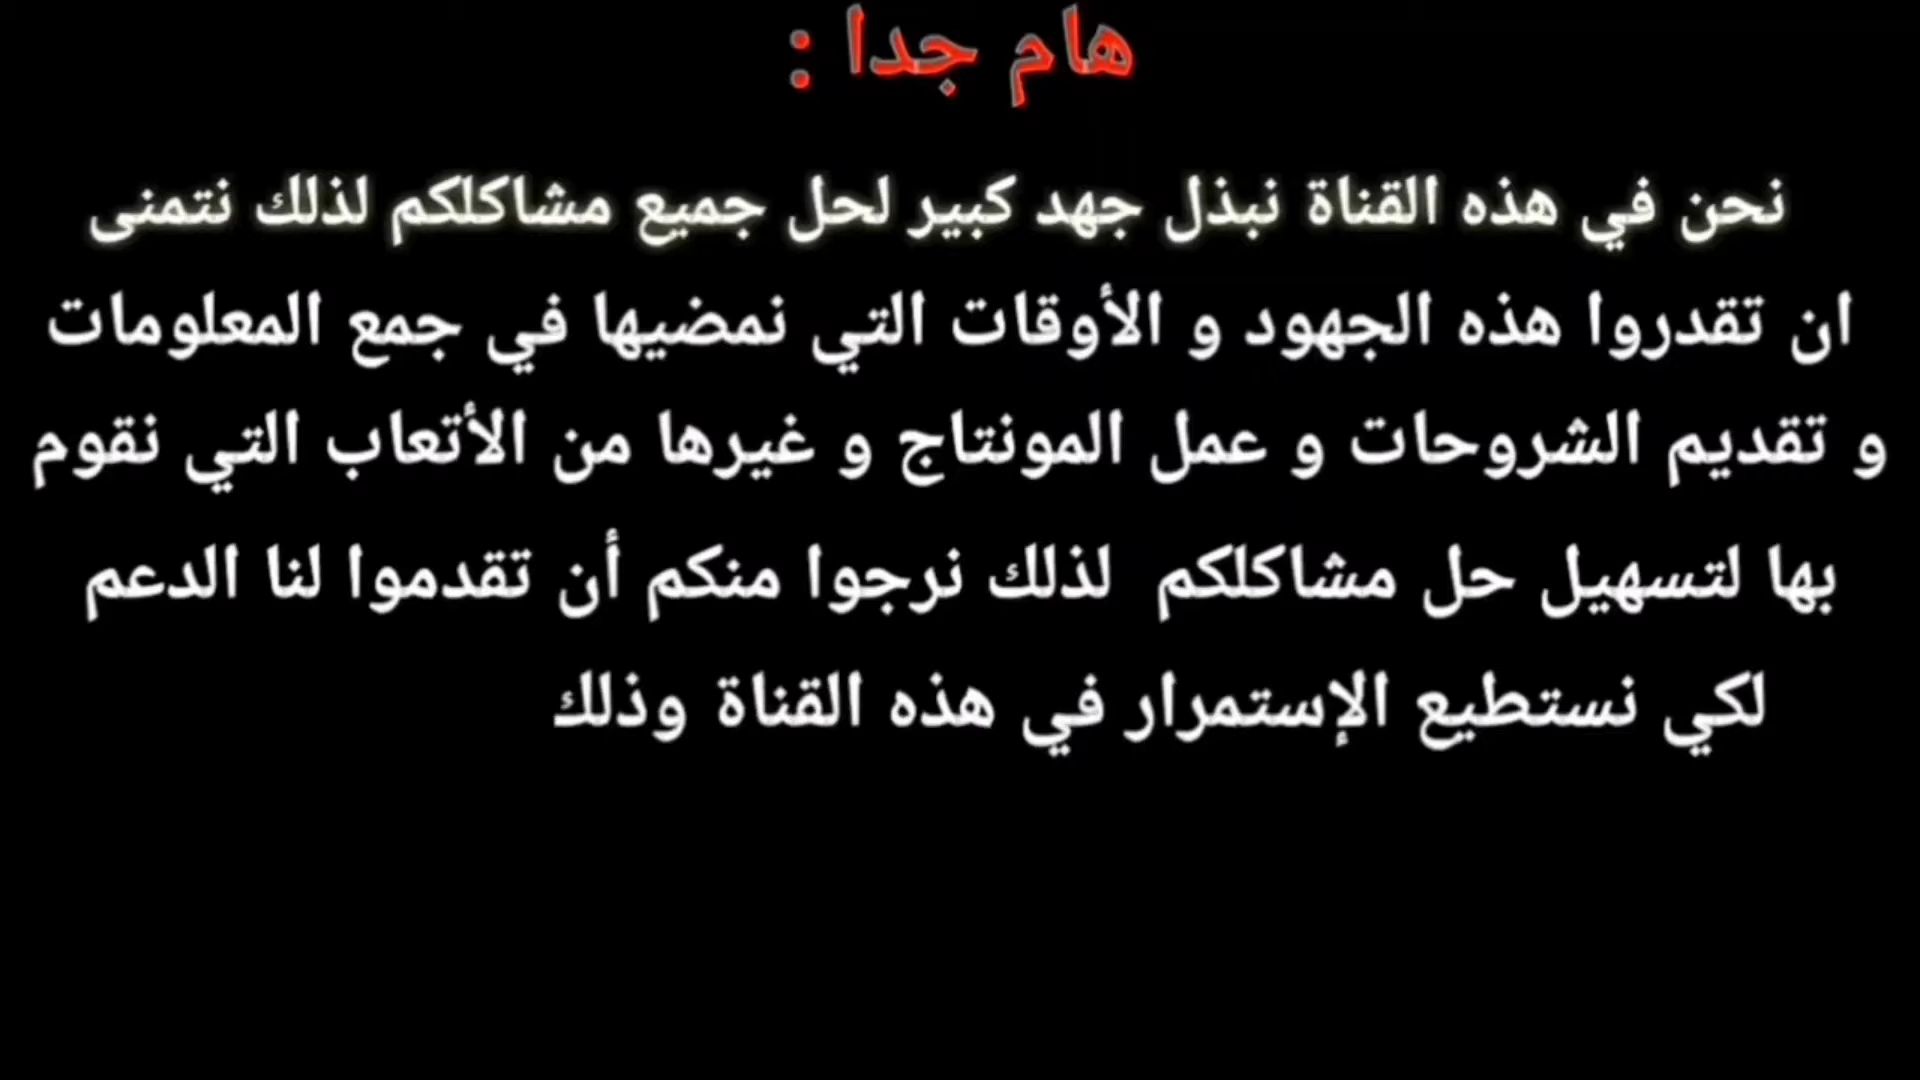 هام جدا :
نحن في هذه القناة نبذل جهد كبير لحل جميع مشاكلكم لذلك نتمنى
ان تقدروا هذه الجهود و الأوقات التي نمضيها في جمع المعلومات
و تقديم الشروحات و عمل المونتاج و غيرها من الأتعاب التي نقوم
بها لتسهيل حل مشاكلكم لذلك نرجوا منكم أن تقدموا لنا الدعم
لكي نستطيع الإستمرار في هذه القناة وذلك